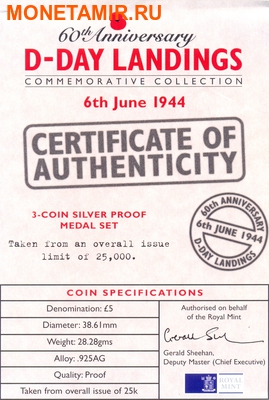 MONETAMIR.RU
60th Anniversary
D-DAY LANDINGS
COMMEMORATIVE COLLECTION
6th June 1944
CERTIFICATE OF
AUTHENTICITY
3-COIN SILVER PROOF
MEDAL SET
Taken from an overall issue
limit of 25,000.
60th ANNIVERSARY
6th JUNE 1944
D-DAY LANDINGS
COIN SPECIFICATIONS
Denomination: £5
Diameter: 38.61mm
Weight: 28.28gms
Alloy: .925AG
Quality: Proof
Taken from overall issue of 25k
Authorised on behalf
of the Royal Mint
Gerald Sheehan,
Deputy Master (Chief Executive)
ROYAL
MINT